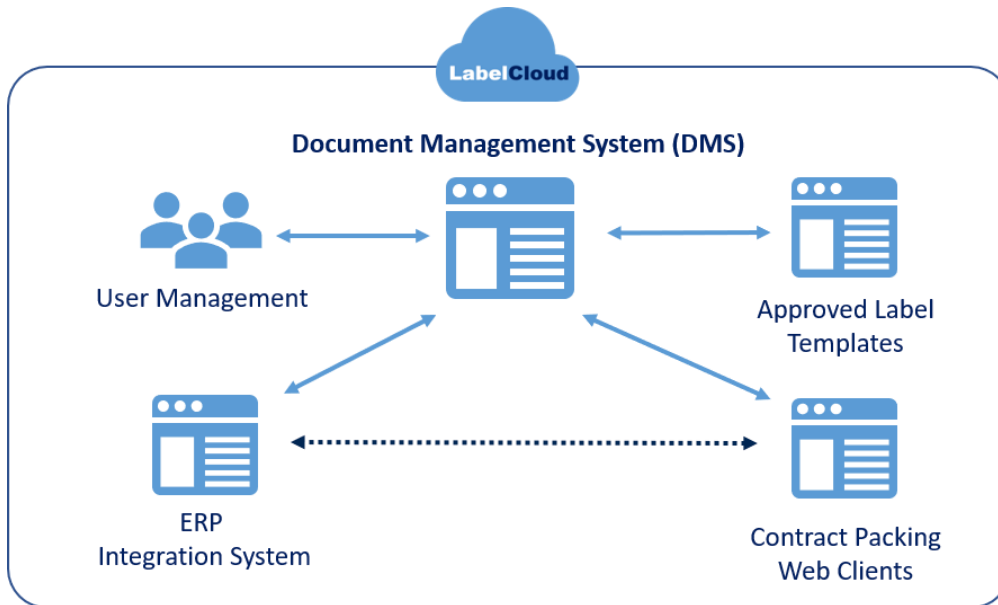 LabelCloud
Document Management System (DMS)
User Management
Approved Label
Templates
ERP
Integration System
Contract Packing
Web Clients